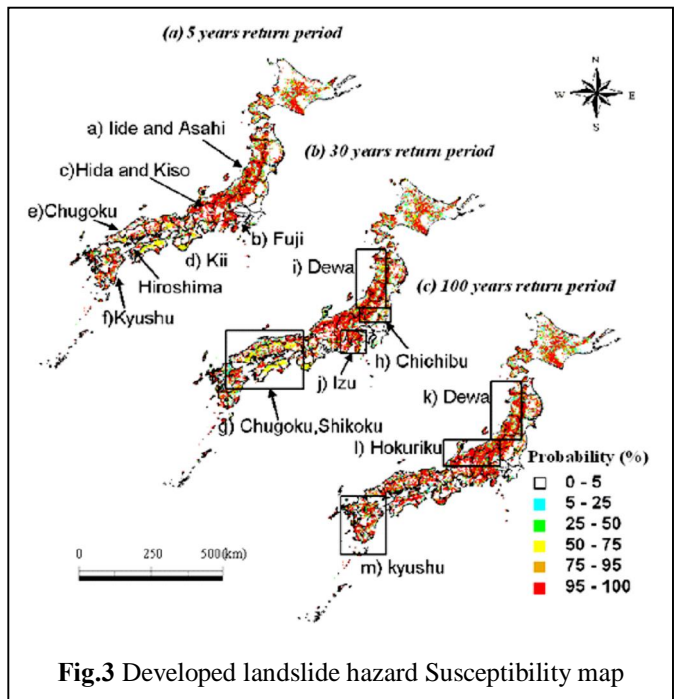 (a) 5 years return period
N
W E
S
a) Iide and Asahi
(b) 30 years return period
c)Hida and Kiso
e)Chugoku
b) Fuji
d) Kii
i) Dewa
Hiroshima
(c) 100 years return period
f)Kyushu
h) Chichibu
j) Izu
k) Dewa
g) Chugoku,Shikoku
l) Hokuriku
Probability (%)
0 - 5
5 - 25
25 - 50
50 - 75
75 - 95
95 - 100
0 250 500(km)
m) kyushu
Fig.3 Developed landslide hazard Susceptibility map